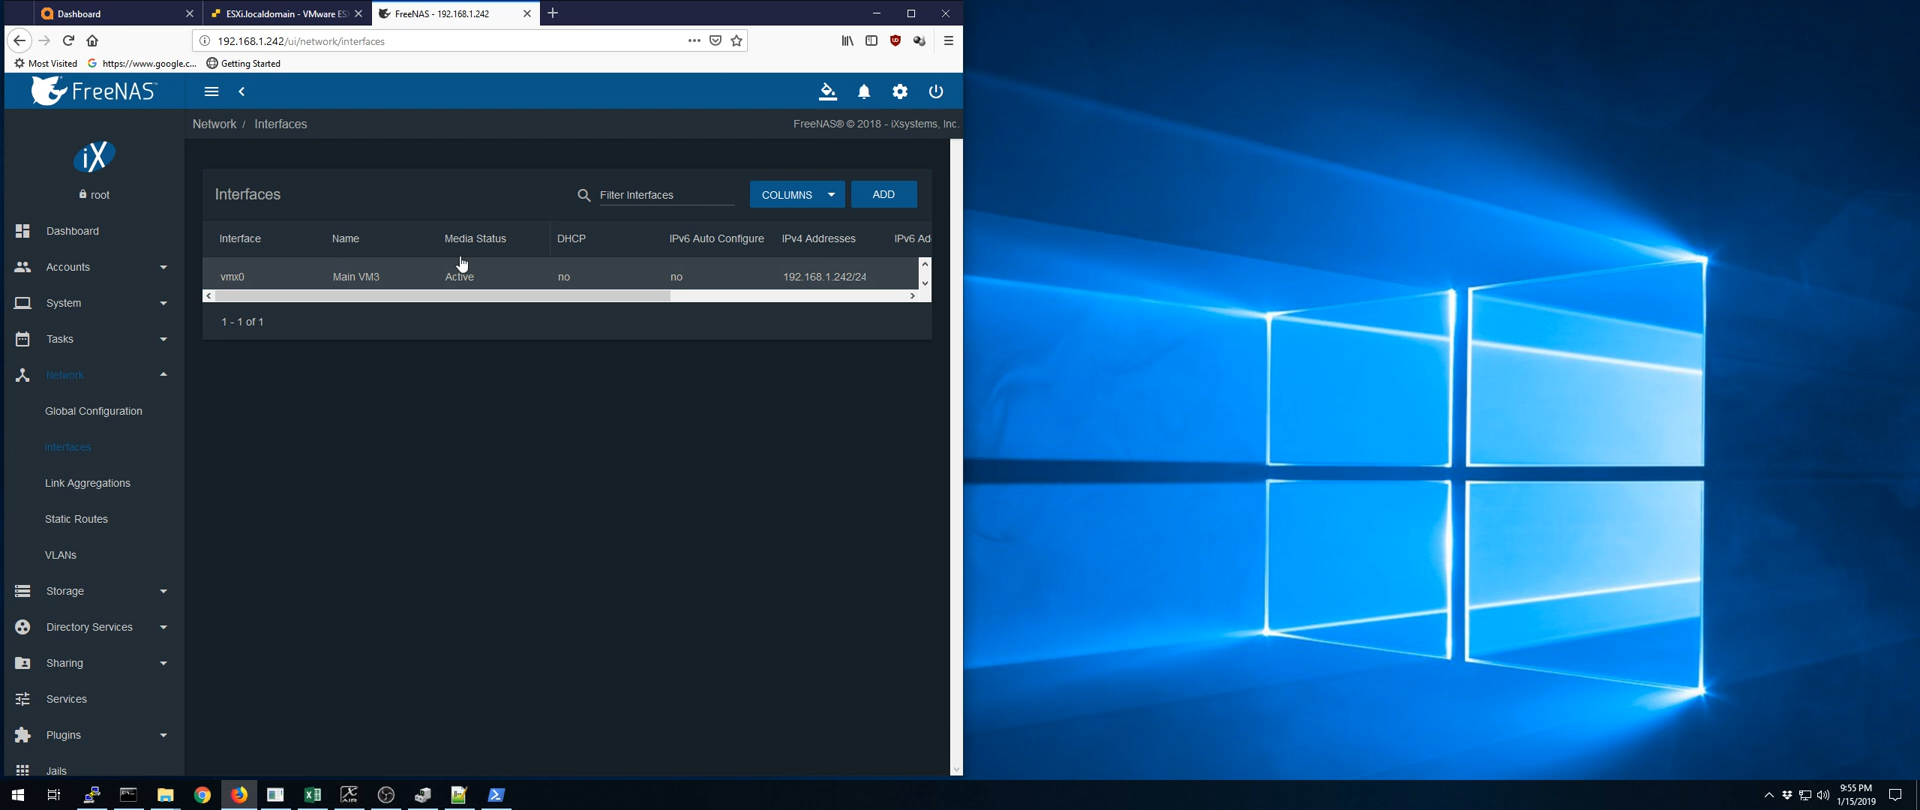 Dashboard
ESXi.localdomain - VMware ES
FreeNAS - 192.168.1.242
192.168.1.242/ui/network/interfaces
Most Visited
https://www.google.c...
Getting Started
FreeNAS
Network / Interfaces
FreeNAS® © 2018 - iXsystems, Inc.
iX
root
Interfaces
Filter Interfaces
COLUMNS
ADD
Interface Name Media Status DHCP IPv6 Auto Configure IPv4 Addresses IPv6 Ad
vmx0 Main VM3 Active no no 192.168.1.242/24
1 - 1 of 1
Dashboard
Accounts
System
Tasks
Network
Global Configuration
Interfaces
Link Aggregations
Static Routes
VLANs
Storage
Directory Services
Sharing
Services
Plugins
Jails
9:55 PM
1/15/2019